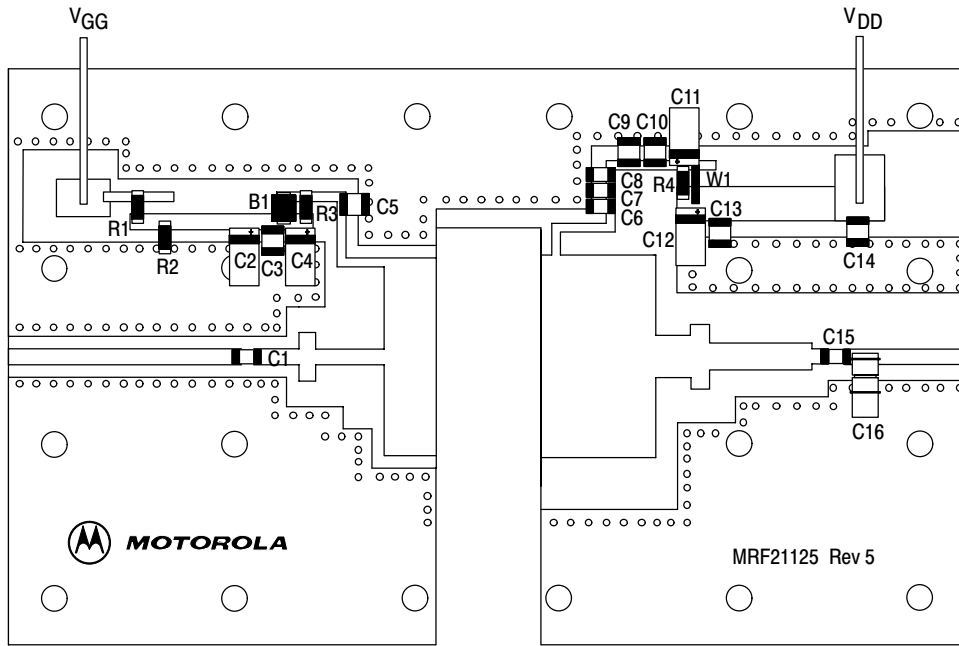 VGG
VDD
C11
C9 C10
C8
R4
W1
C7
C6
B1
R3
C5
R1
R2
C2
C3
C4
C12
C13
C14
C1
C15
C16
MOTOROLA
MRF21125 Rev 5